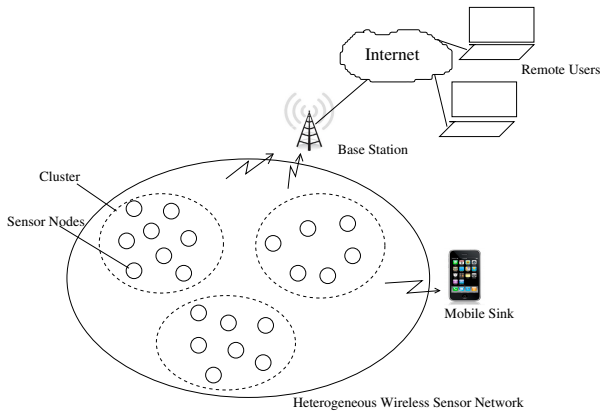 Internet
Remote Users
Base Station
Cluster
Sensor Nodes
Mobile Sink
Heterogeneous Wireless Sensor Network